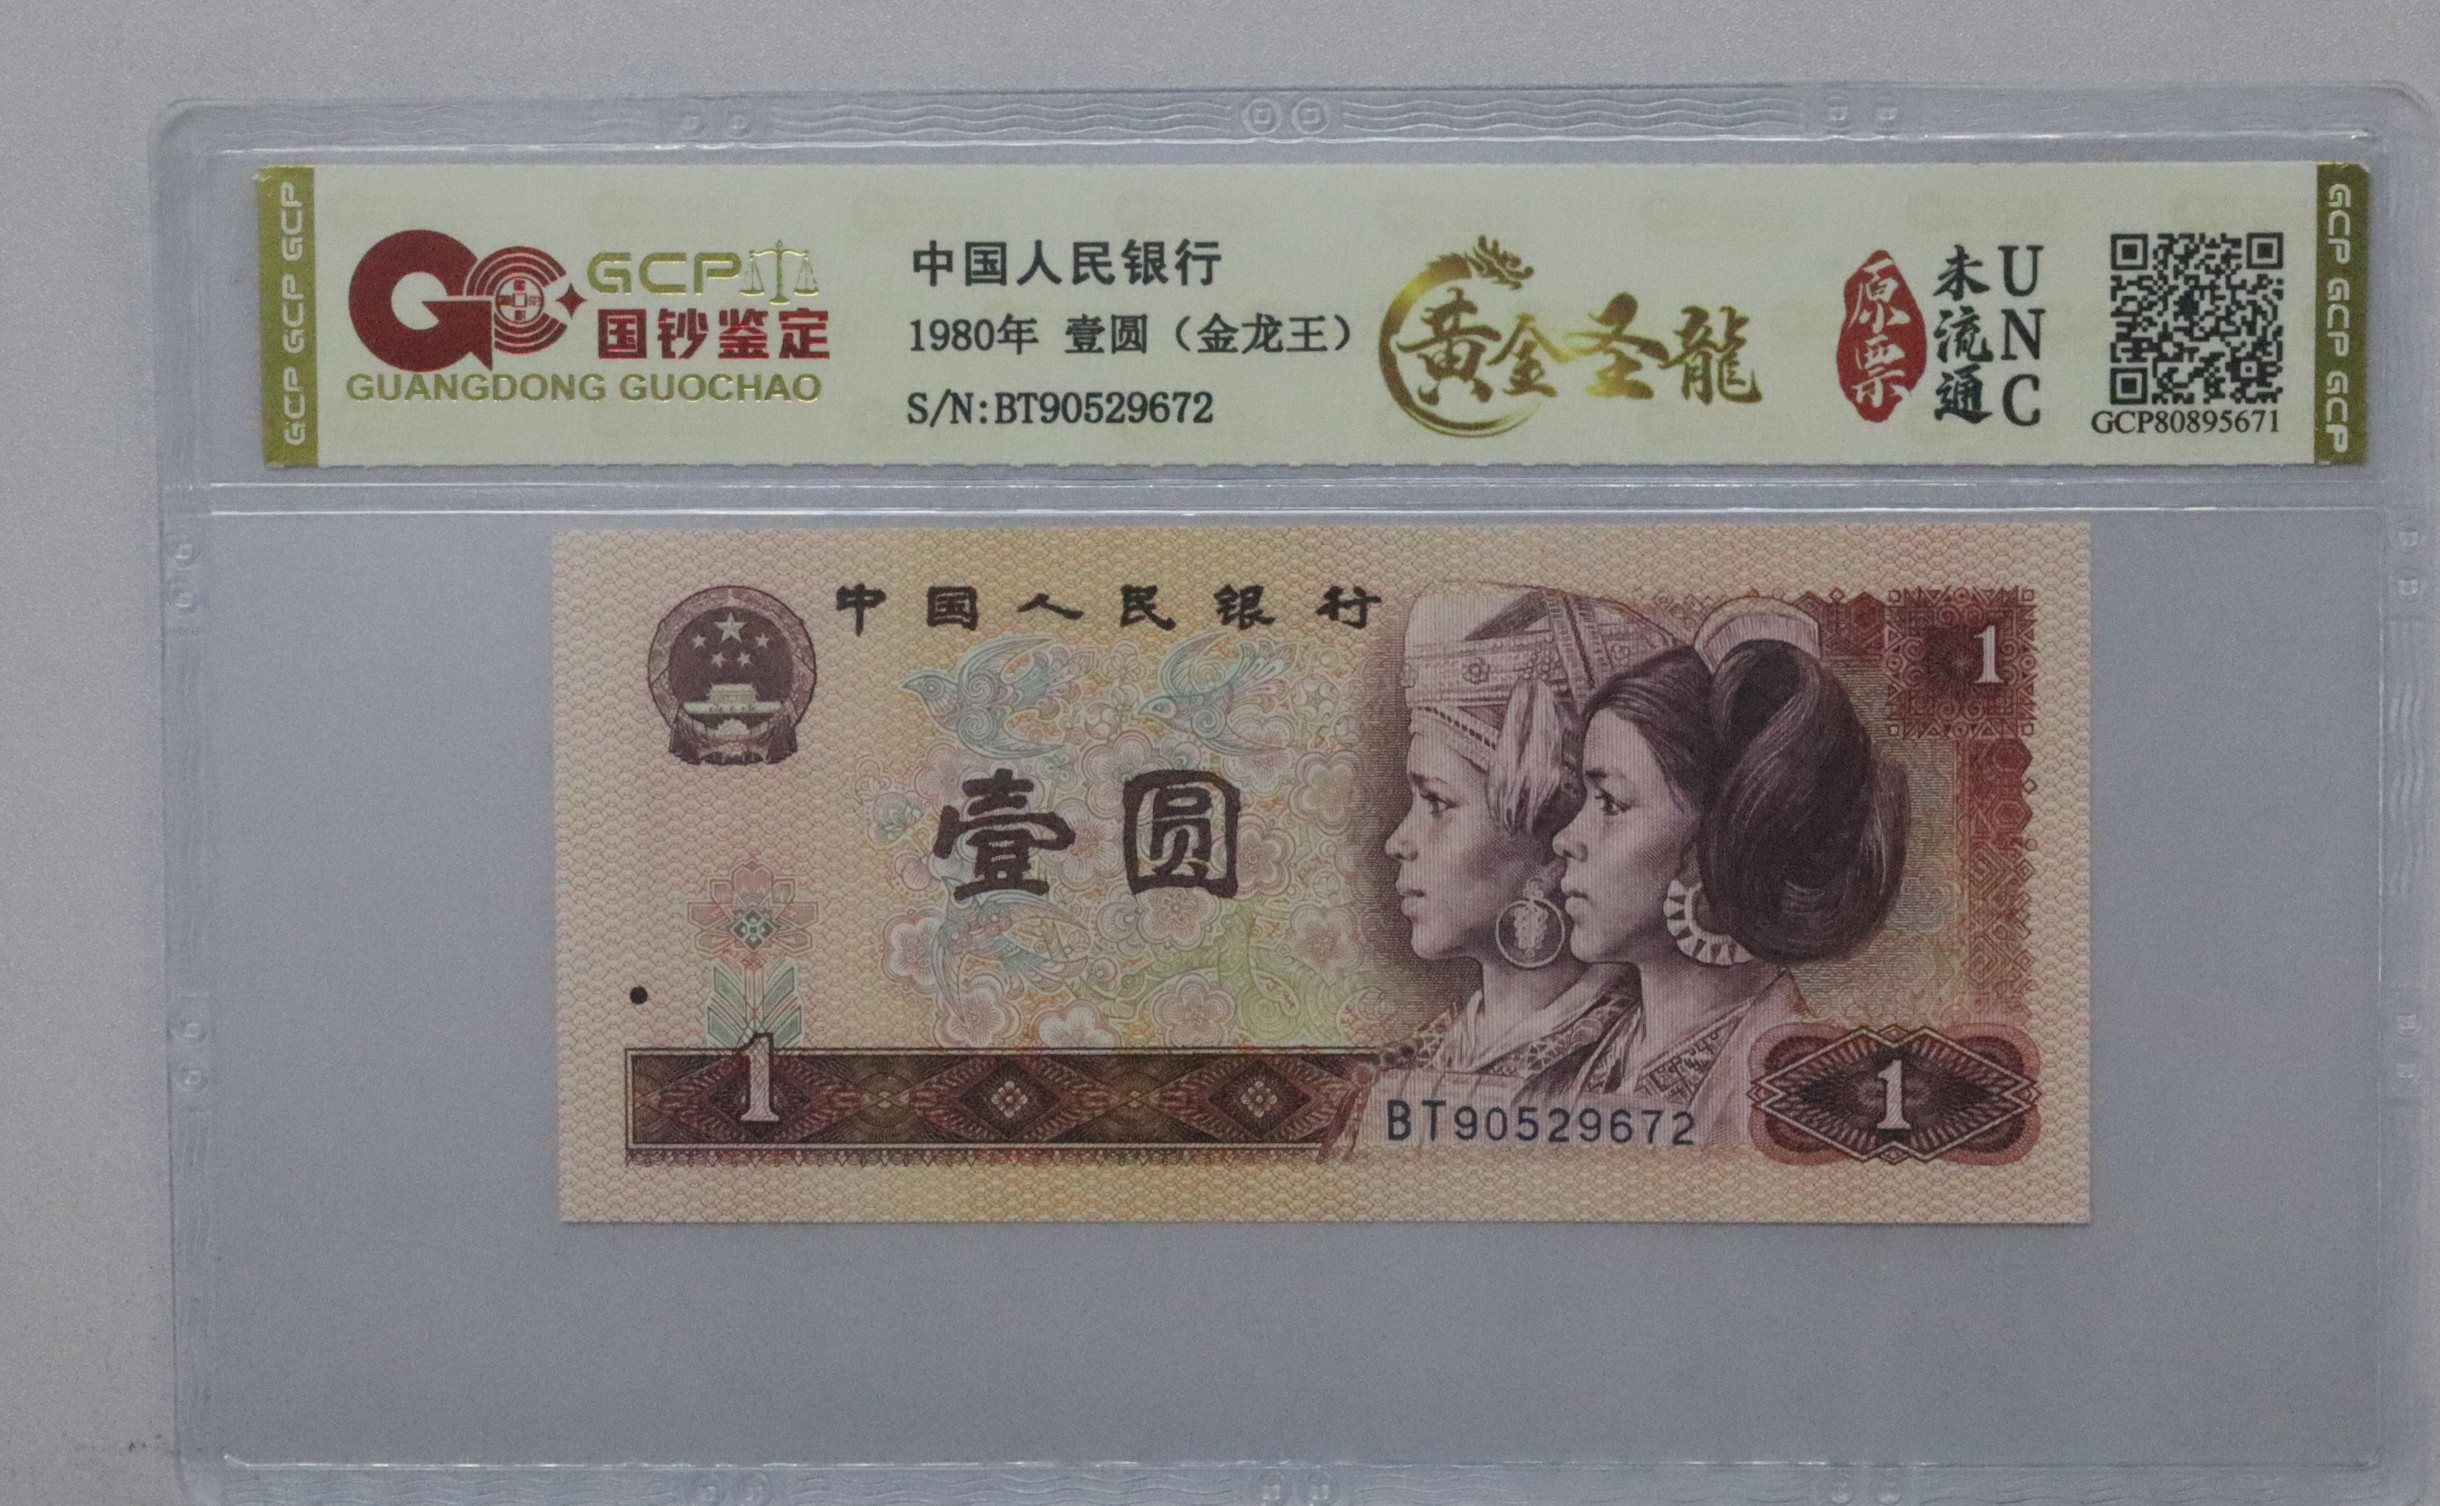 GCP GCP GCP
GCP
国钞鉴定
GUANGDONG GUOCHAO
中国人民银行
1980年 壹圆（金龙王）
S/N:BT90529672
黄金圣龍
原票
未流通
UNC
GCP80895671
GCP GCP GCP
中国人民银行
1
壹圆
1
BT90529672
1